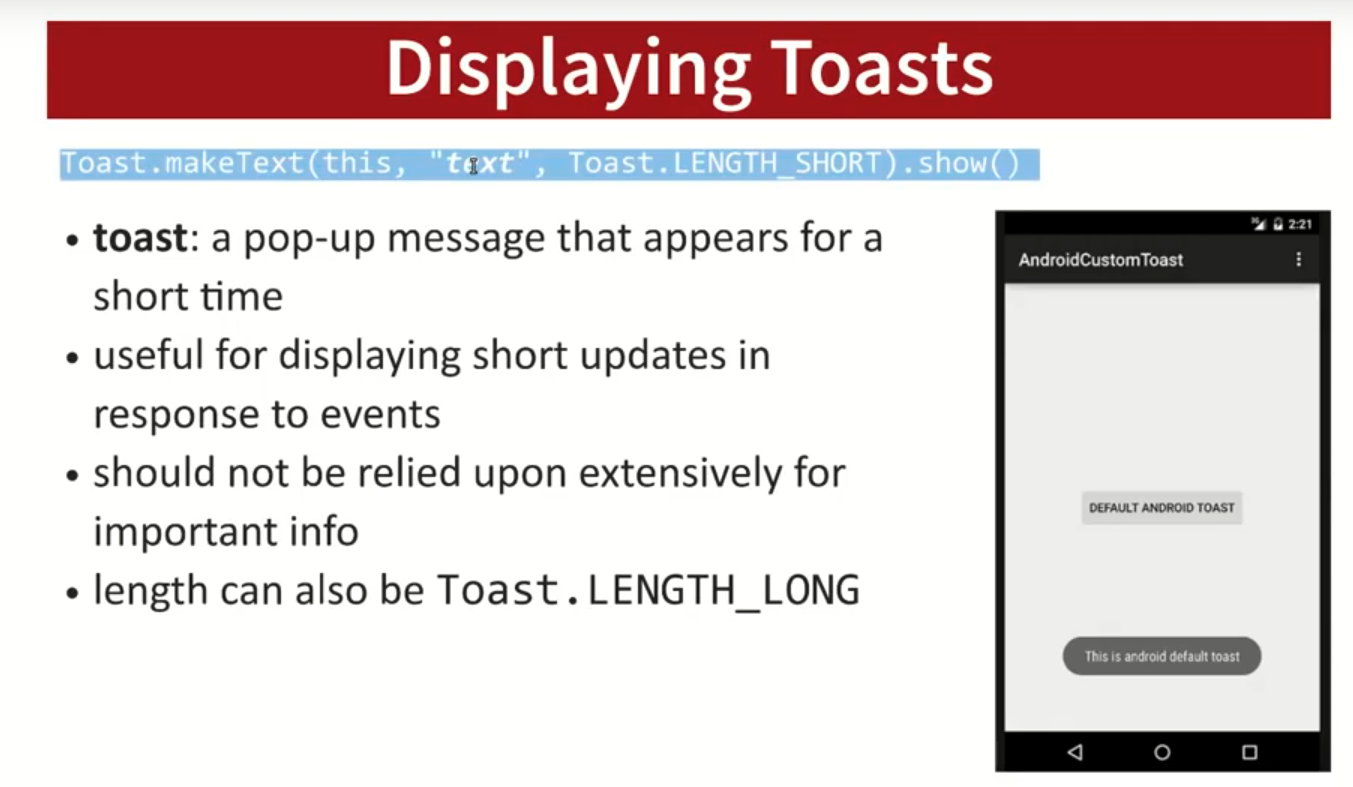 Displaying Toasts
Toast.makeText(this, "text", Toast.LENGTH_SHORT).show()
• toast: a pop-up message that appears for a
short time
• useful for displaying short updates in
response to events
• should not be relied upon extensively for
important info
• length can also be Toast.LENGTH_LONG
3G 2:21
AndroidCustomToast
DEFAULT ANDROID TOAST
This is android default toast